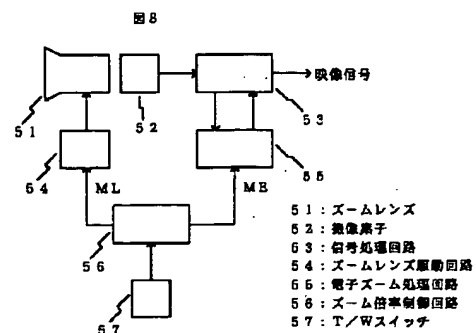 図8
映像信号
51
52
53
54
ML
ME
55
56
57
51：ズームレンズ
52：撮像素子
53：信号処理回路
54：ズームレンズ駆動回路
55：電子ズーム処理回路
56：ズーム倍率制御回路
57：T／Wスイッチ